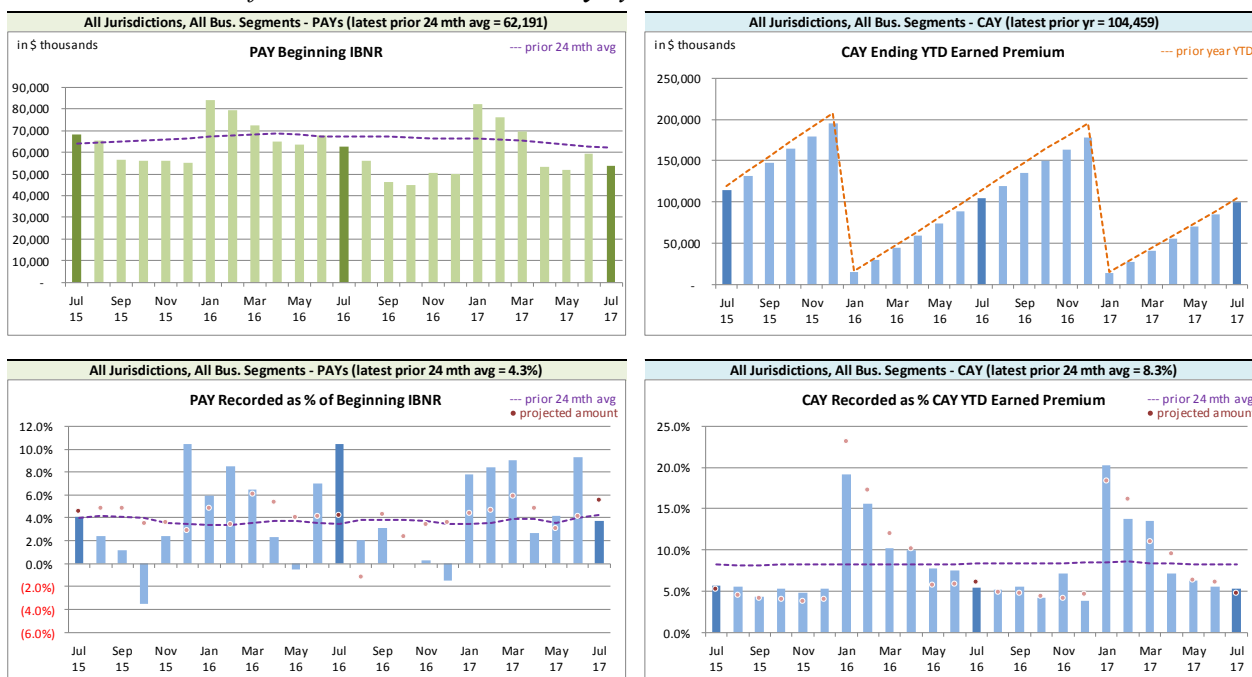 All Jurisdictions, All Bus. Segments - PAYs (latest prior 24 mth avg = 62,191)
in $ thousands
PAY Beginning IBNR
--- prior 24 mth avg
90,000
80,000
70,000
60,000
50,000
40,000
30,000
20,000
10,000
-
Jul Sep Nov Jan Mar May Jul Sep Nov Jan Mar May Jul
15 15 15 16 16 16 16 16 16 17 17 17 17
All Jurisdictions, All Bus. Segments - CAY (latest prior yr = 104,459)
in $ thousands
CAY Ending YTD Earned Premium
--- prior year YTD
250,000
200,000
150,000
100,000
50,000
-
Jul Sep Nov Jan Mar May Jul Sep Nov Jan Mar May Jul
15 15 15 16 16 16 16 16 16 17 17 17 17
All Jurisdictions, All Bus. Segments - PAYs (latest prior 24 mth avg = 4.3%)
PAY Recorded as % of Beginning IBNR
--- prior 24 mth avg
● projected amount
12.0%
10.0%
8.0%
6.0%
4.0%
2.0%
0.0%
(2.0%)
(4.0%)
(6.0%)
Jul Sep Nov Jan Mar May Jul Sep Nov Jan Mar May Jul
15 15 15 16 16 16 16 16 16 17 17 17 17
All Jurisdictions, All Bus. Segments - CAY (latest prior 24 mth avg = 8.3%)
CAY Recorded as % CAY YTD Earned Premium
--- prior 24 mth avg
● projected amount
25.0%
20.0%
15.0%
10.0%
5.0%
0.0%
Jul Sep Nov Jan Mar May Jul Sep Nov Jan Mar May Jul
15 15 15 16 16 16 16 16 16 17 17 17 17